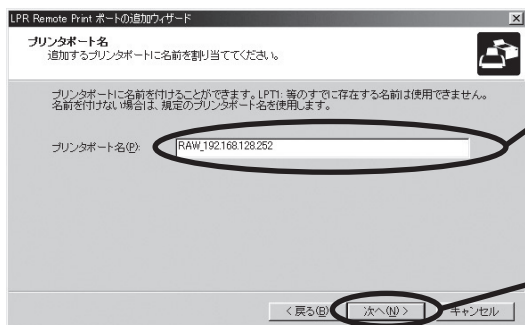 LPR Remote Print ポートの追加ウィザード
プリンタポート名
追加するプリンタポートに名前を割り当ててください。
プリンタポートに名前を付けることができます。LPT1: 等のすでに存在する名前は使用できません。
名前を付けない場合は、規定のプリンタポート名を使用します。
プリンタポート名(P): RAW_192.168.128.252
< 戻る(B) 次へ(N) > キャンセル